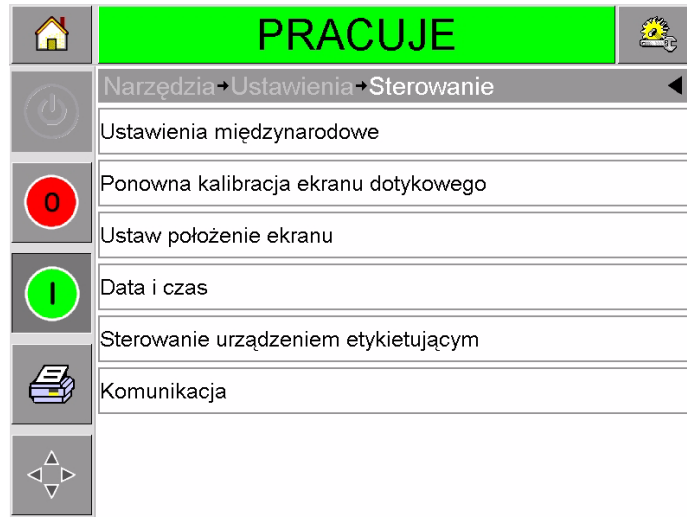 PRACUJE
Narzędzia→Ustawienia→Sterowanie
Ustawienia międzynarodowe
Ponowna kalibracja ekranu dotykowego
0
Ustaw położenie ekranu
I
Data i czas
Sterowanie urządzeniem etykietującym
Komunikacja